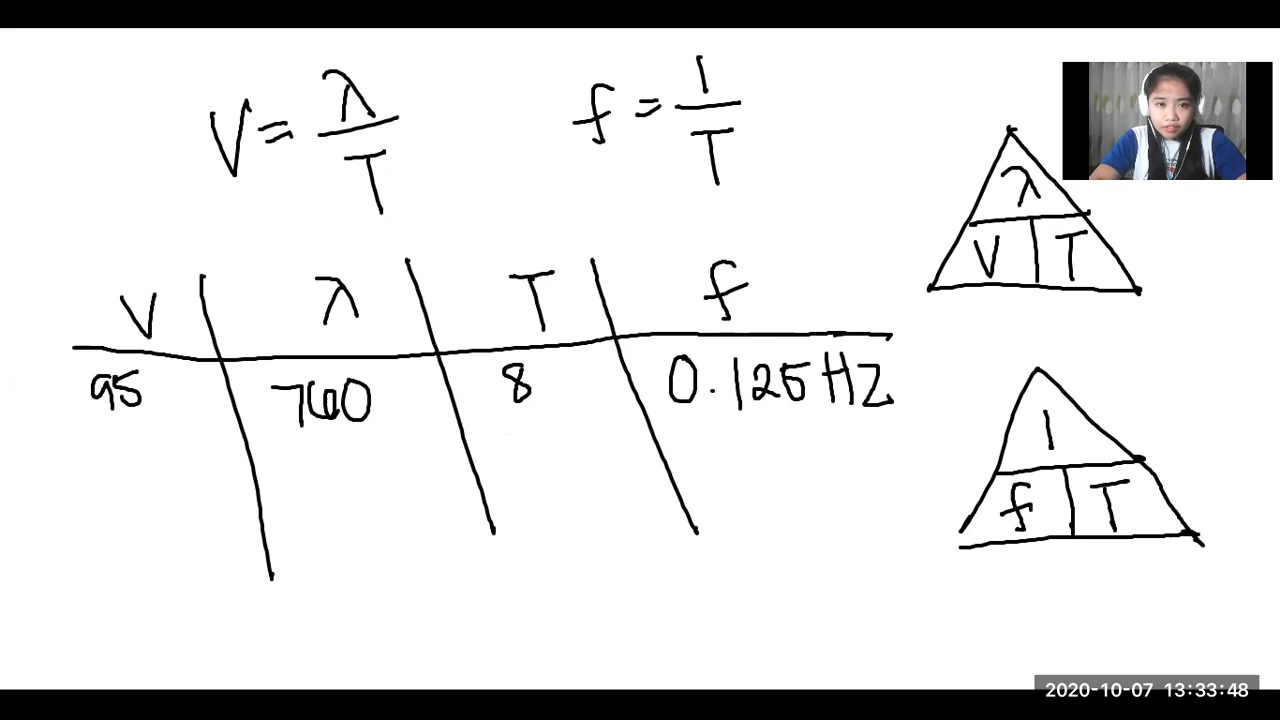 V = λ/T
f = 1/T
λ
V T
V λ T f
95 760 8 0.125 Hz
1
f T
2020-10-07 13:33:48